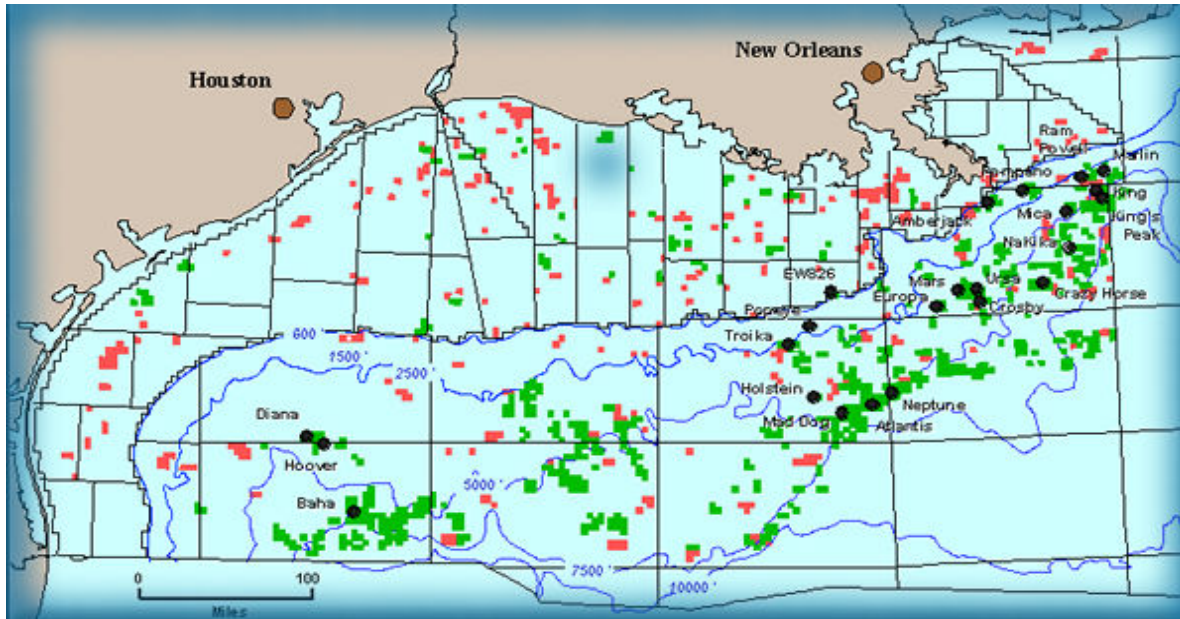 New Orleans
Houston
Ram
Powell
Marlin
Pompano
King
Amberjack
Mica
King's
Peak
Nakika
EW826
Mars
Ursa
Crazy Horse
Europa
Crosby
Popeye
600 '
Troika
1500 '
2500 '
Holstein
Neptune
Diana
Mad Dog
Atlantis
Hoover
5000 '
Baha
7500 '
10000 '
0
100
Miles